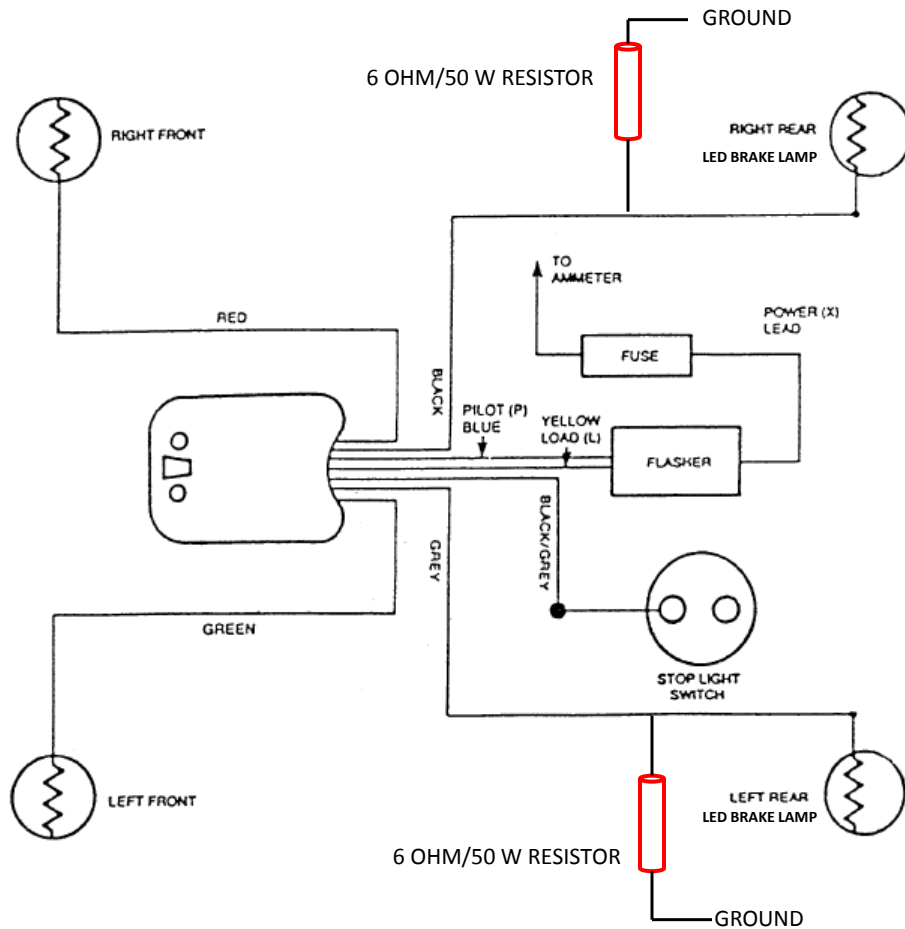 GROUND
6 OHM/50 W RESISTOR
RIGHT FRONT
RIGHT REAR
LED BRAKE LAMP
TO
AMMETER
POWER (X)
LEAD
RED
FUSE
BLACK
PILOT (P)
BLUE
YELLOW
LOAD (L)
FLASKER
BLACK/GREY
GREY
GREEN
STOP LIGHT
SWITCH
LEFT FRONT
LEFT REAR
LED BRAKE LAMP
6 OHM/50 W RESISTOR
GROUND